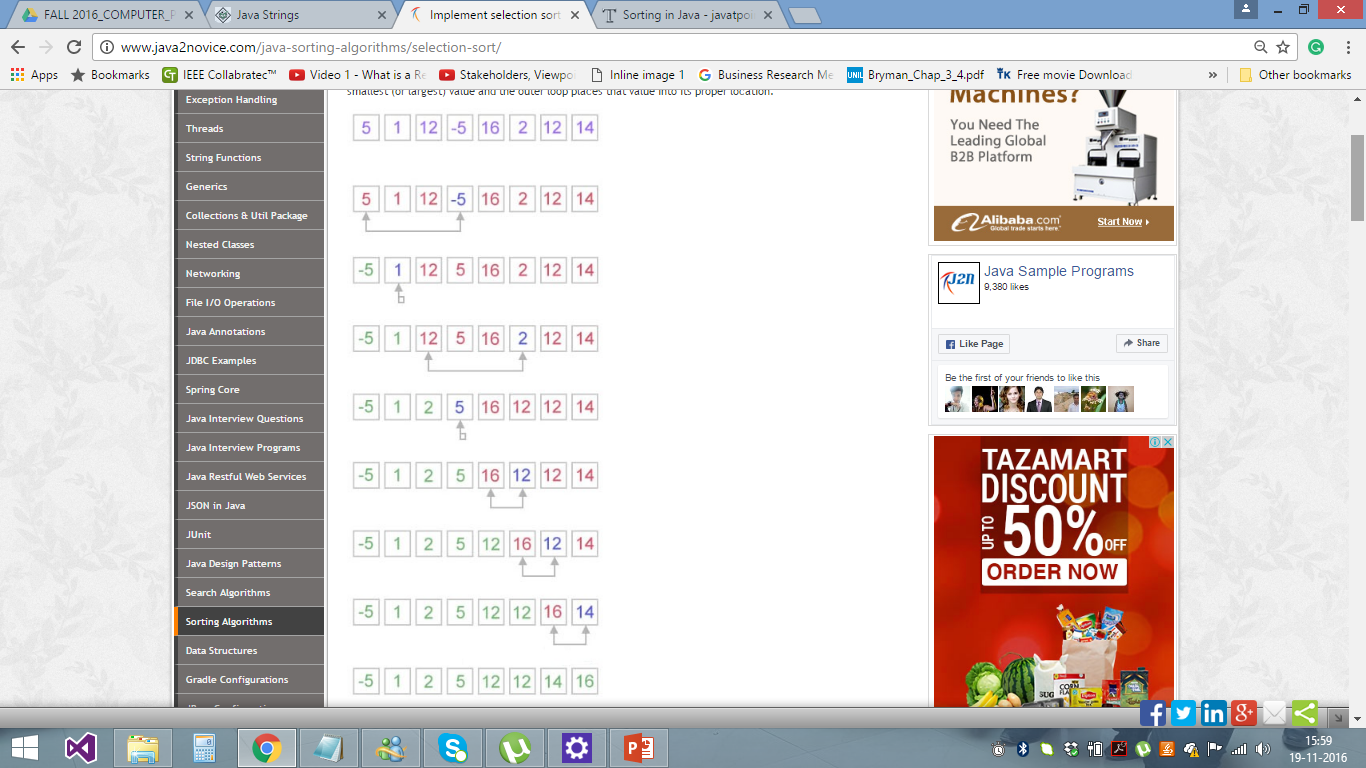 FALL 2016_COMPUTER_P
Java Strings
Implement selection sort
Sorting in Java - javatpoi
www.java2novice.com/java-sorting-algorithms/selection-sort/
Apps
Bookmarks
IEEE Collabratec™
Video 1 - What is a Re
Stakeholders, Viewpoi
Inline image 1
Business Research Me
Bryman_Chap_3_4.pdf
Free movie Download
»
Other bookmarks
Exception Handling
Threads
String Functions
Generics
Collections & Util Package
Nested Classes
Networking
File I/O Operations
Java Annotations
JDBC Examples
Spring Core
Java Interview Questions
Java Interview Programs
Java Restful Web Services
JSON in Java
JUnit
Java Design Patterns
Search Algorithms
Sorting Algorithms
Data Structures
Gradle Configurations
smallest (or largest) value and the outer loop places that value into its proper location.
5 1 12 -5 16 2 12 14
5 1 12 -5 16 2 12 14
-5 1 12 5 16 2 12 14
-5 1 12 5 16 2 12 14
-5 1 2 5 16 12 12 14
-5 1 2 5 16 12 12 14
-5 1 2 5 12 16 12 14
-5 1 2 5 12 12 16 14
-5 1 2 5 12 12 14 16
Machines?
You Need The
Leading Global
B2B Platform
Alibaba.com
Global trade starts here.
Start Now
J2N
Java Sample Programs
9,380 likes
Like Page
Share
Be the first of your friends to like this
TAZAMART
DISCOUNT
UP TO
50% OFF
ORDER NOW
SUG
CORN
FLA
15:59
19-11-2016